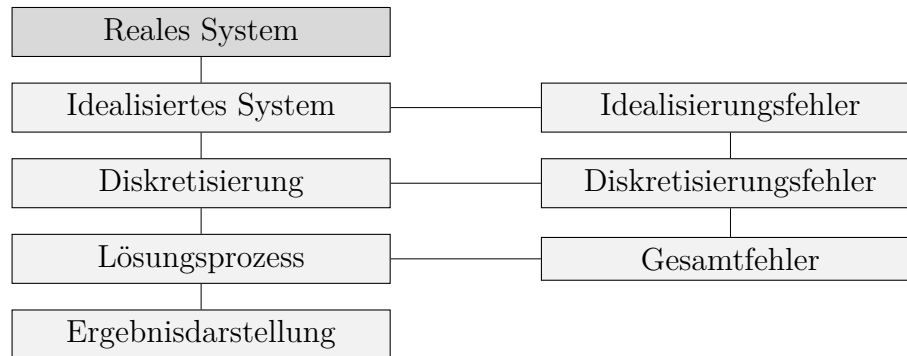 Reales System
Idealisiertes System
Idealisierungsfehler
Diskretisierung
Diskretisierungsfehler
Lösungsprozess
Gesamtfehler
Ergebnisdarstellung